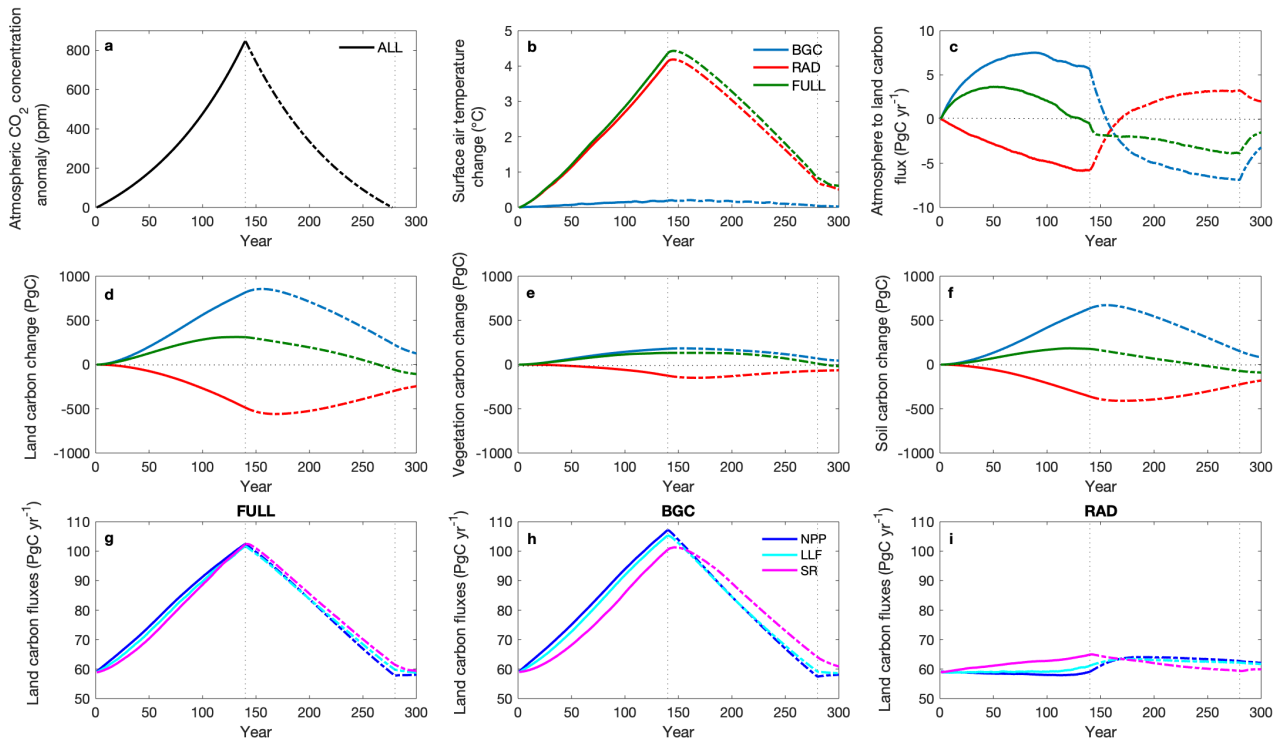 a
ALL
Atmospheric CO2 concentration
anomaly (ppm)
800
600
400
200
0
0 50 100 150 200 250 300
Year
b
BGC
RAD
FULL
Surface air temperature
change (°C)
5
4
3
2
1
0
0 50 100 150 200 250 300
Year
c
Atmosphere to land carbon
flux (PgC yr-1)
10
5
0
-5
-10
0 50 100 150 200 250 300
Year
d
Land carbon change (PgC)
1000
500
0
-500
-1000
0 50 100 150 200 250 300
Year
e
Vegetation carbon change (PgC)
1000
500
0
-500
-1000
0 50 100 150 200 250 300
Year
f
Soil carbon change (PgC)
1000
500
0
-500
-1000
0 50 100 150 200 250 300
Year
FULL
g
Land carbon fluxes (PgC yr-1)
110
100
90
80
70
60
50
0 50 100 150 200 250 300
Year
BGC
h
NPP
LLF
SR
Land carbon fluxes (PgC yr-1)
110
100
90
80
70
60
50
0 50 100 150 200 250 300
Year
RAD
i
Land carbon fluxes (PgC yr-1)
110
100
90
80
70
60
50
0 50 100 150 200 250 300
Year